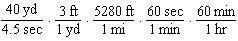 40 yd / 4.5 sec · 3 ft / 1 yd · 5280 ft / 1 mi · 60 sec / 1 min · 60 min / 1 hr